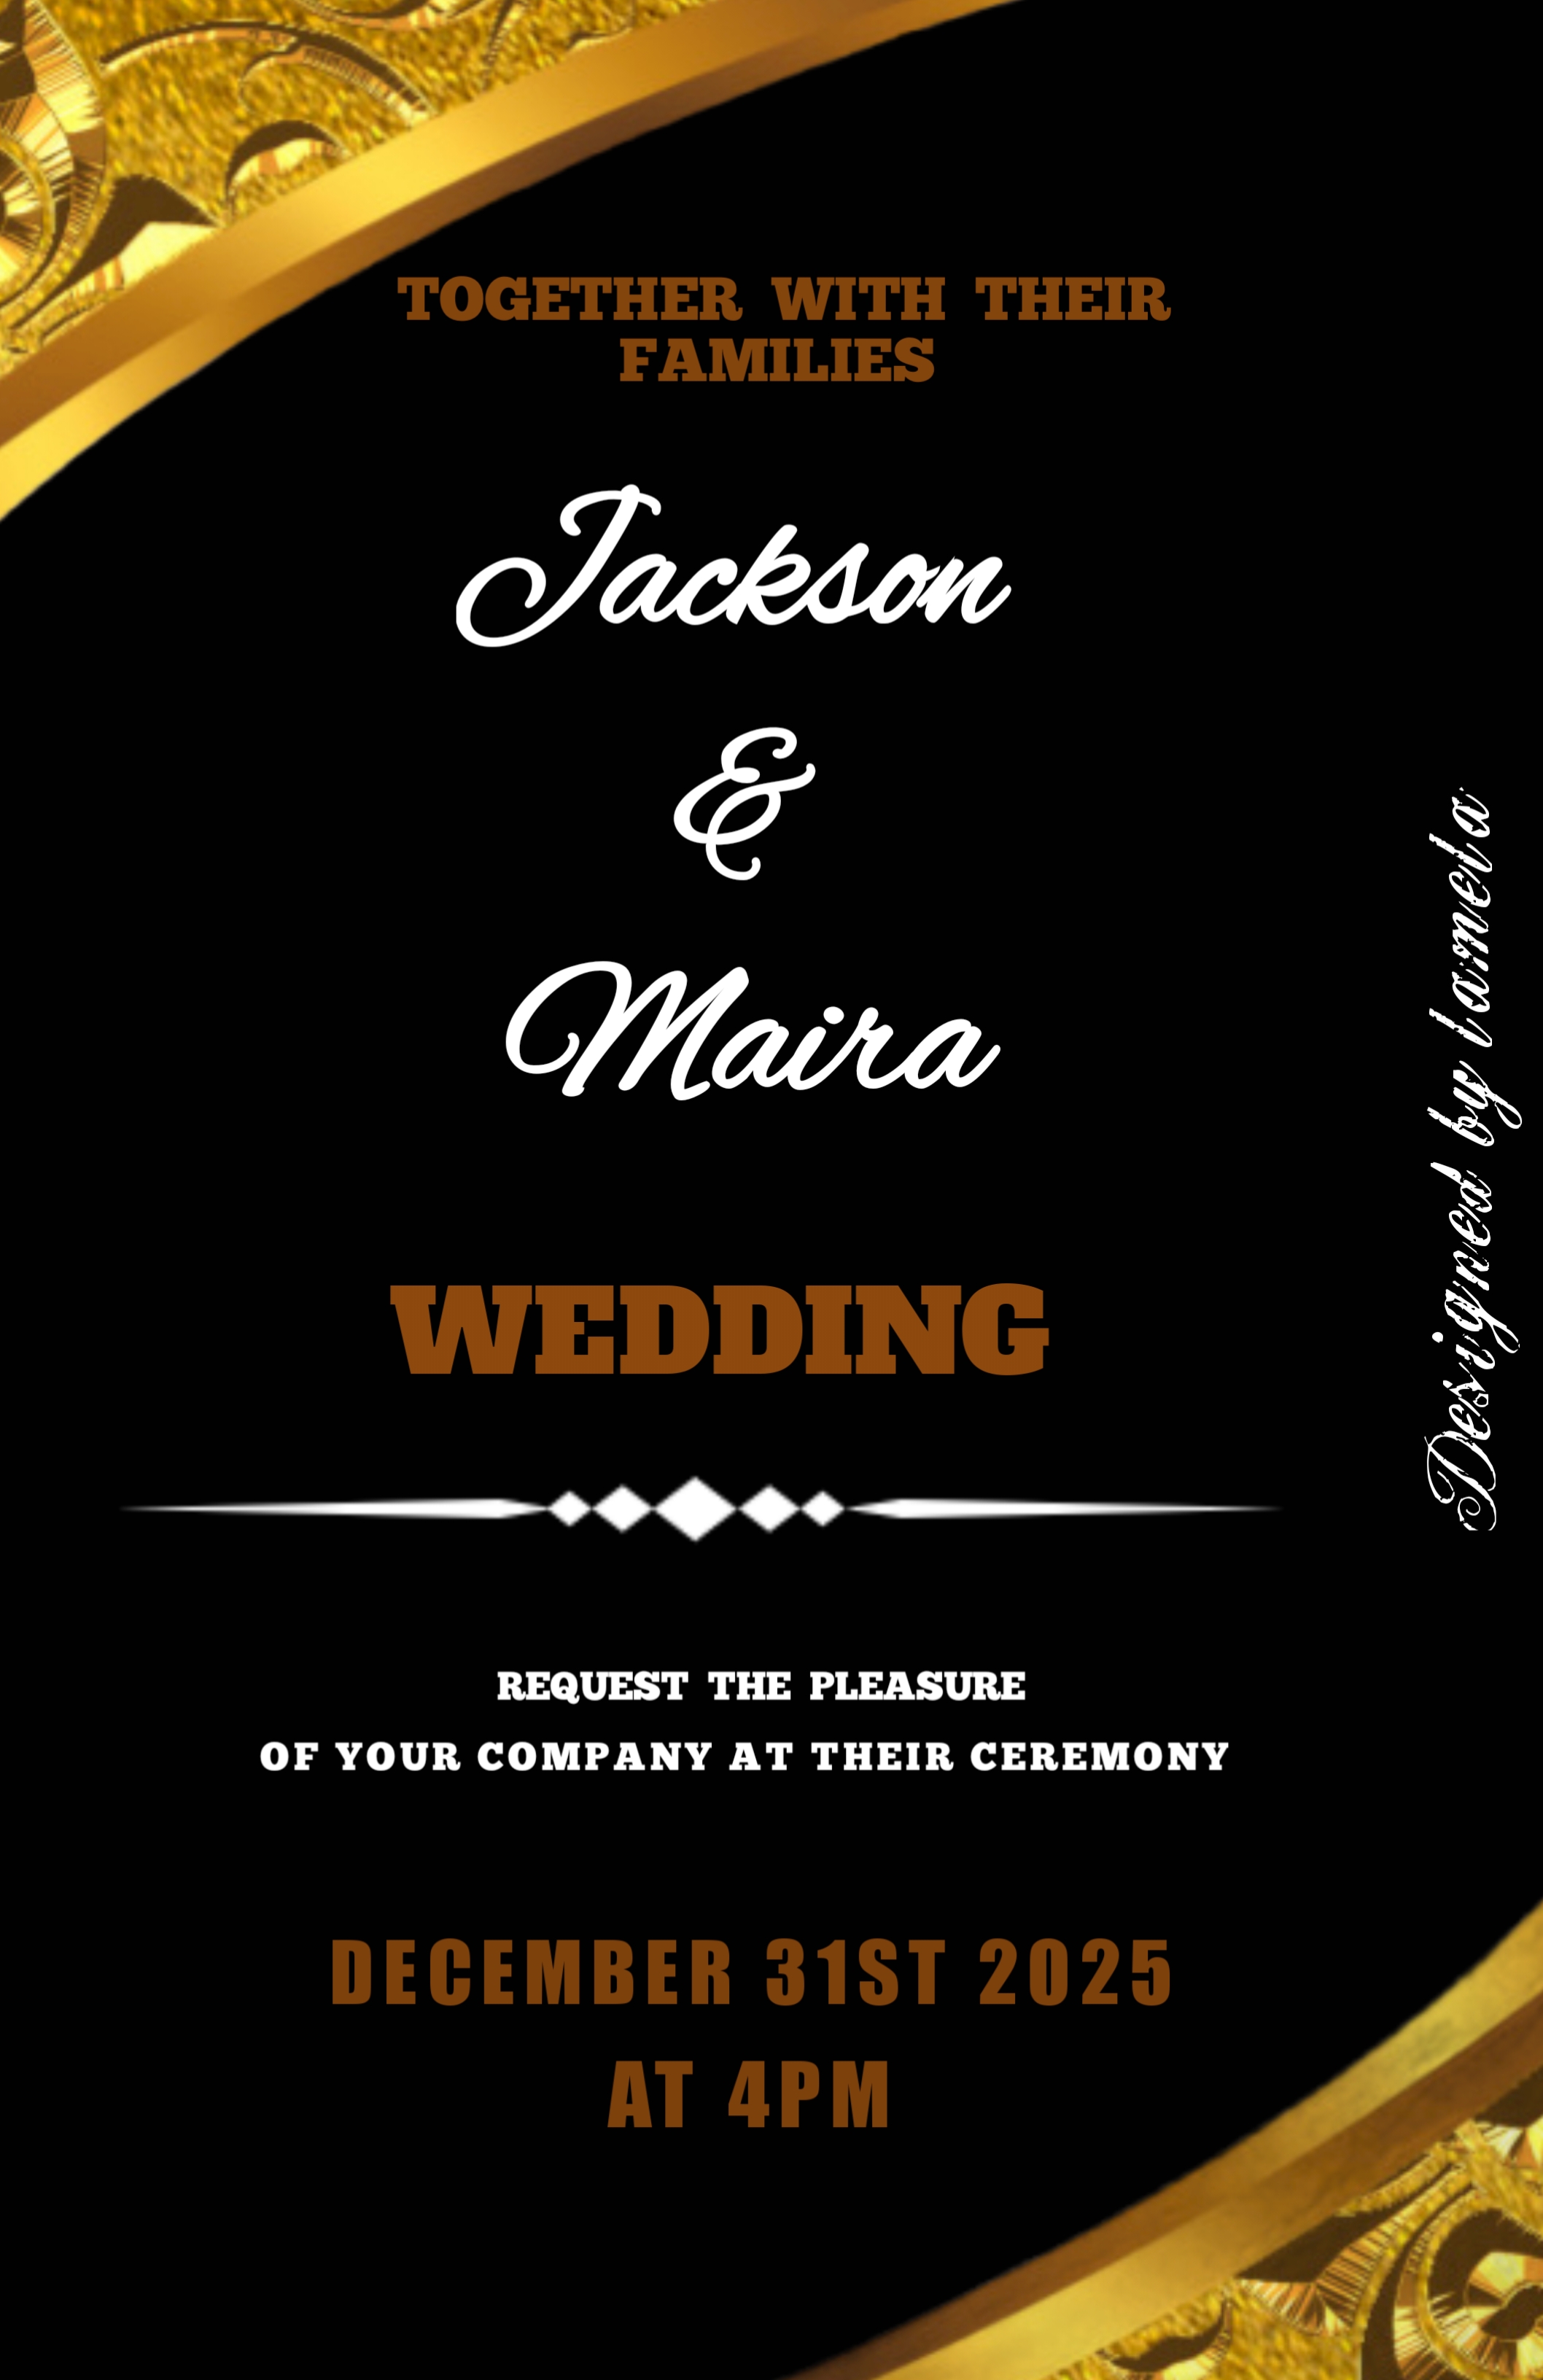 TOGETHER WITH THEIR
FAMILIES
Jackson
&
Maira
WEDDING
REQUEST THE PLEASURE
OF YOUR COMPANY AT THEIR CEREMONY
DECEMBER 31ST 2025
AT 4PM
Designed by